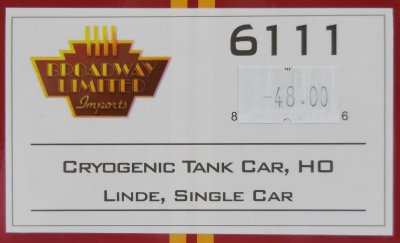 BROADWAY
LIMITED
Imports
6111
-48.00
8 6
CRYOGENIC TANK CAR, HO
LINDE, SINGLE CAR